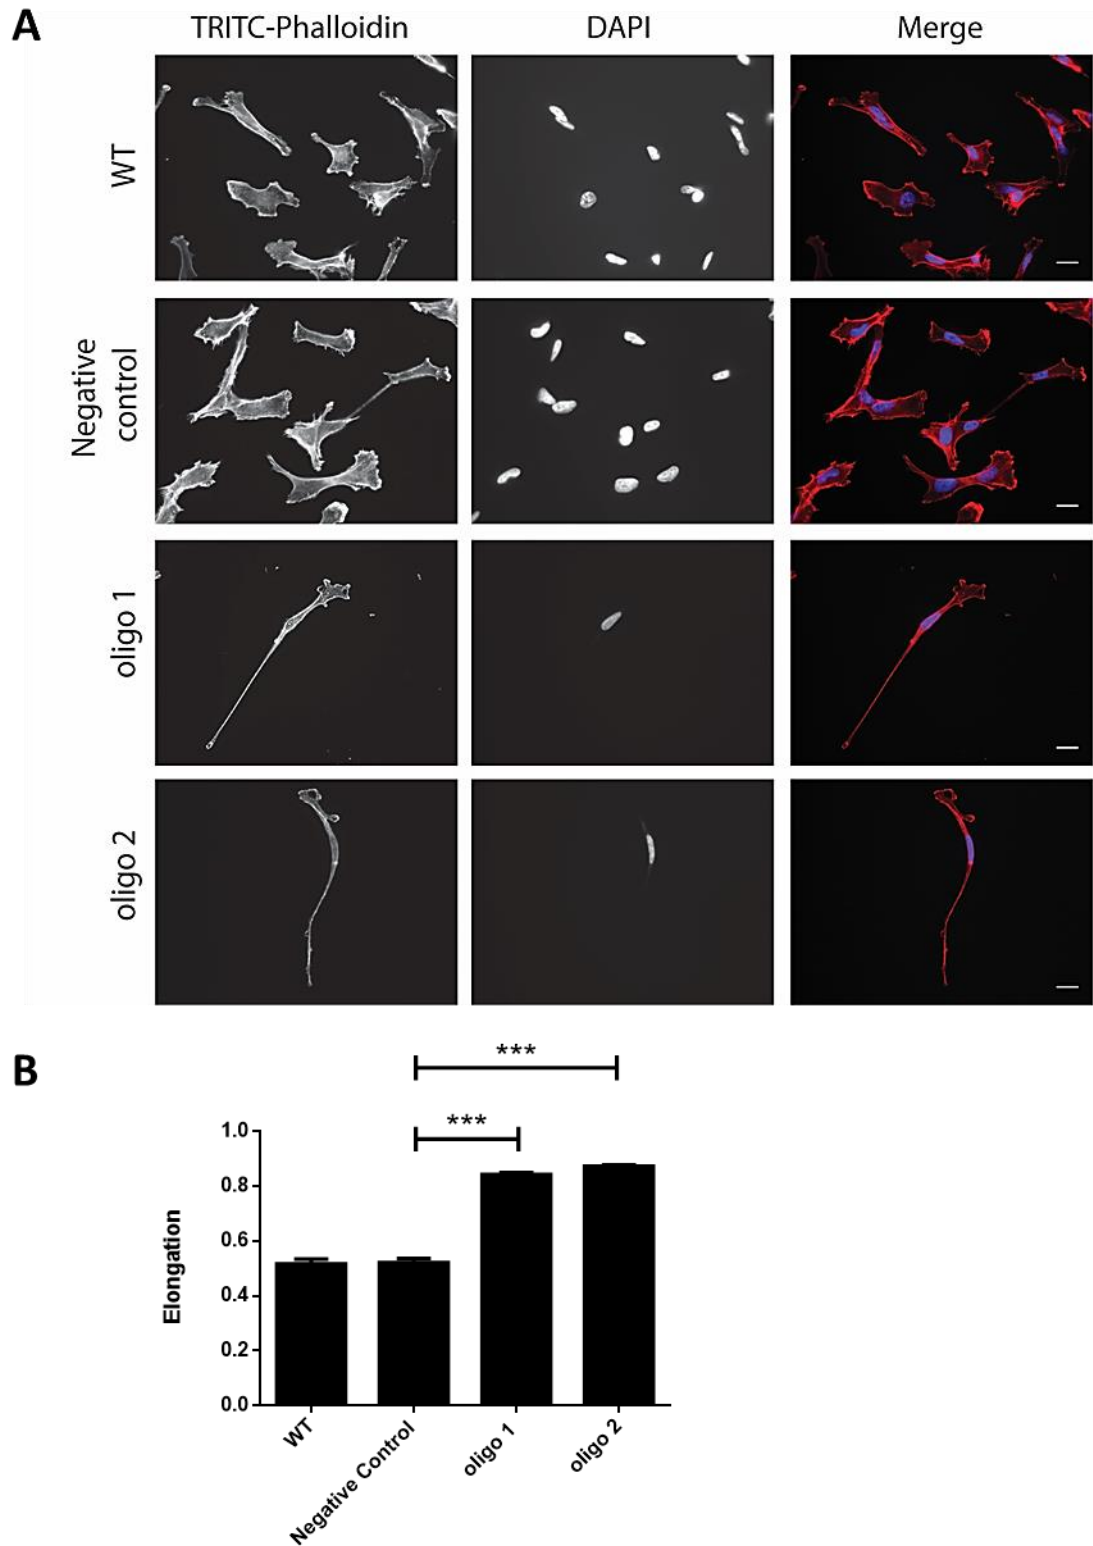 A
TRITC-Phalloidin DAPI Merge
WT
Negative
control
oligo 1
oligo 2
B
***
***
1.0
0.8
0.6
0.4
0.2
0.0
Elongation
WT
Negative Control
oligo 1
oligo 2